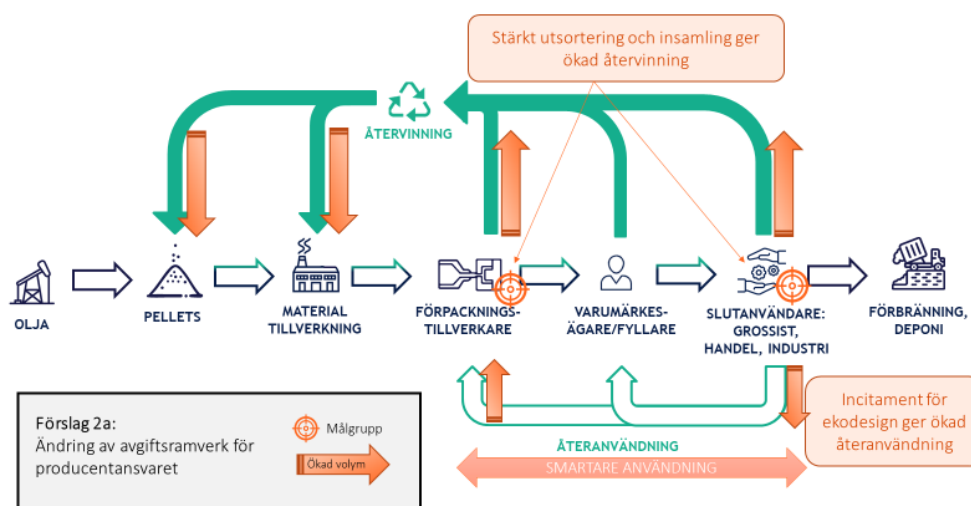 Stärkt utsortering och insamling ger
ökad återvinning
ÅTERVINNING
OLJA
PELLETS
MATERIAL
TILLVERKNING
FÖRPACKNINGS-
TILLVERKARE
VARUMÄRKES-
ÄGARE/FYLLARE
SLUTANVÄNDARE:
GROSSIST,
HANDEL, INDUSTRI
FÖRBRÄNNING,
DEPONI
Förslag 2a:
Ändring av avgiftsramverk för
producentansvaret
Målgrupp
Ökad volym
ÅTERANVÄNDNING
SMARTARE ANVÄNDNING
Incitament för
ekodesign ger ökad
återanvändning